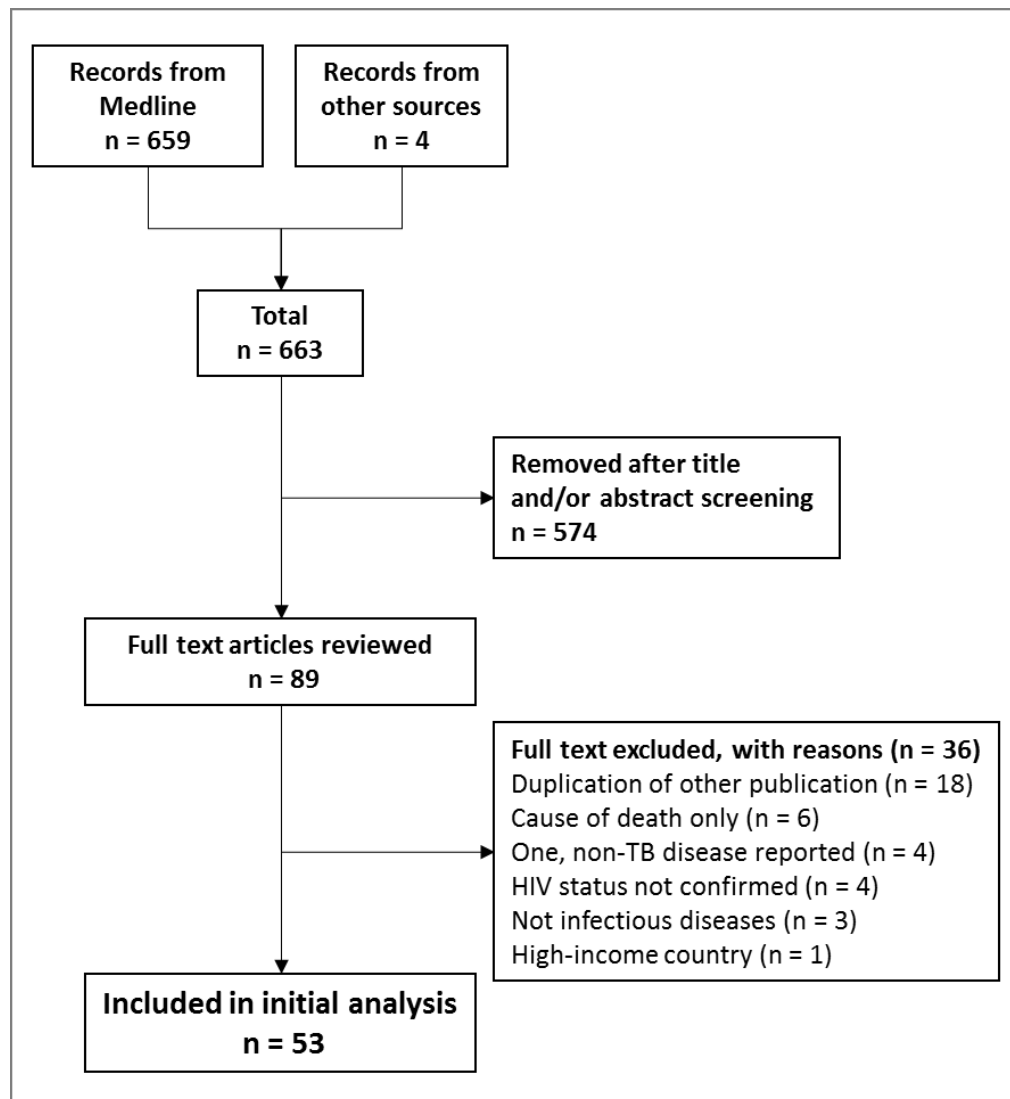 Records from
Medline
n = 659
Records from
other sources
n = 4
Total
n = 663
Removed after title
and/or abstract screening
n = 574
Full text articles reviewed
n = 89
Full text excluded, with reasons (n = 36)
Duplication of other publication (n = 18)
Cause of death only (n = 6)
One, non-TB disease reported (n = 4)
HIV status not confirmed (n = 4)
Not infectious diseases (n = 3)
High-income country (n = 1)
Included in initial analysis
n = 53